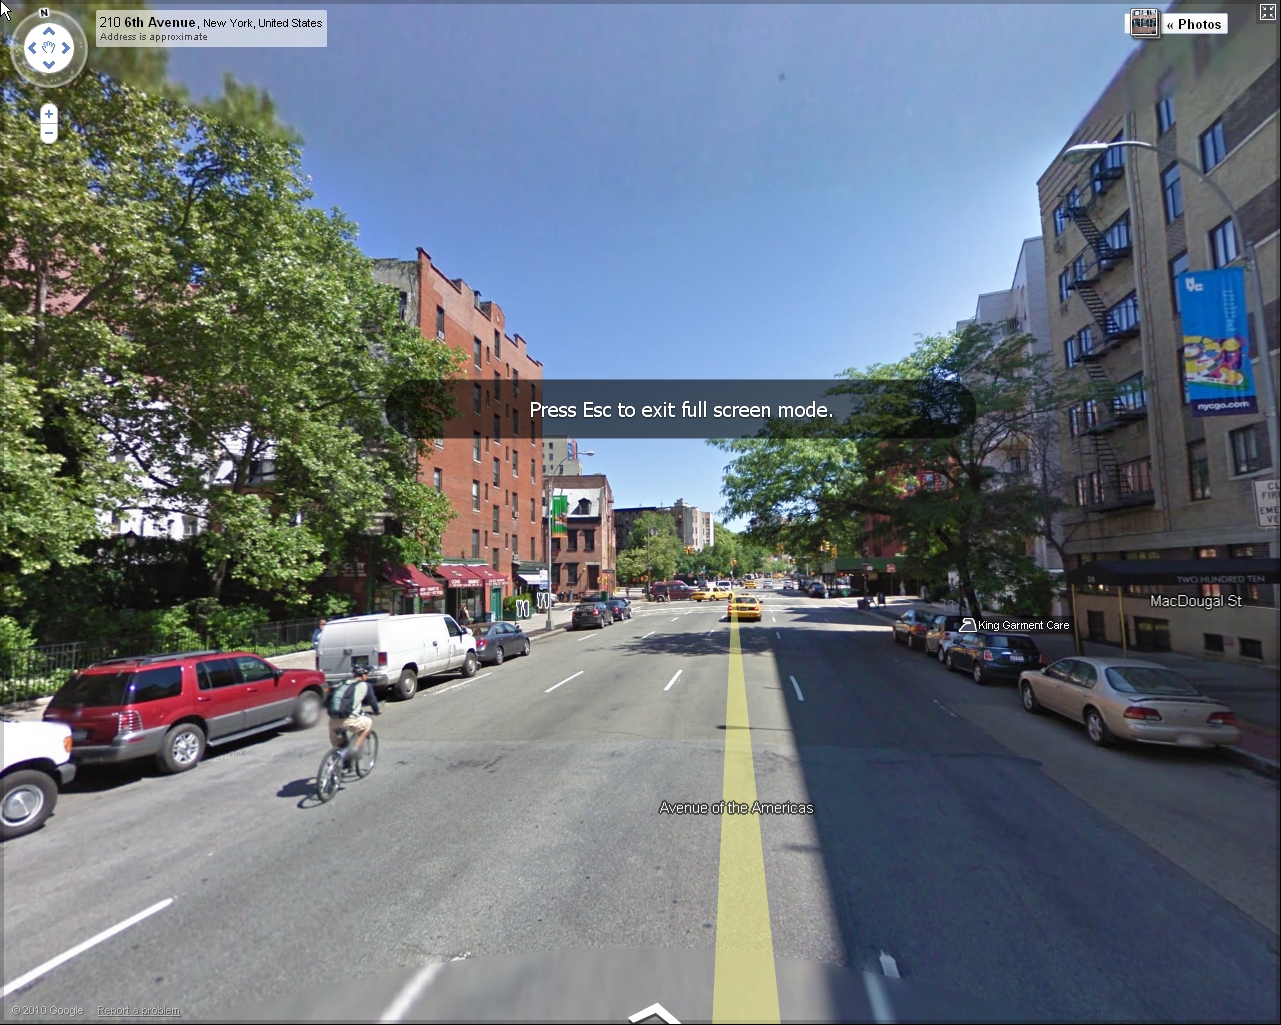 N
210 6th Avenue, New York, United States
Address is approximate
« Photos
Press Esc to exit full screen mode.
NYC
nycgo.com
TWO HUNDRED TEN
MacDougal St
King Garment Care
Avenue of the Americas
© 2010 Google
Report a problem